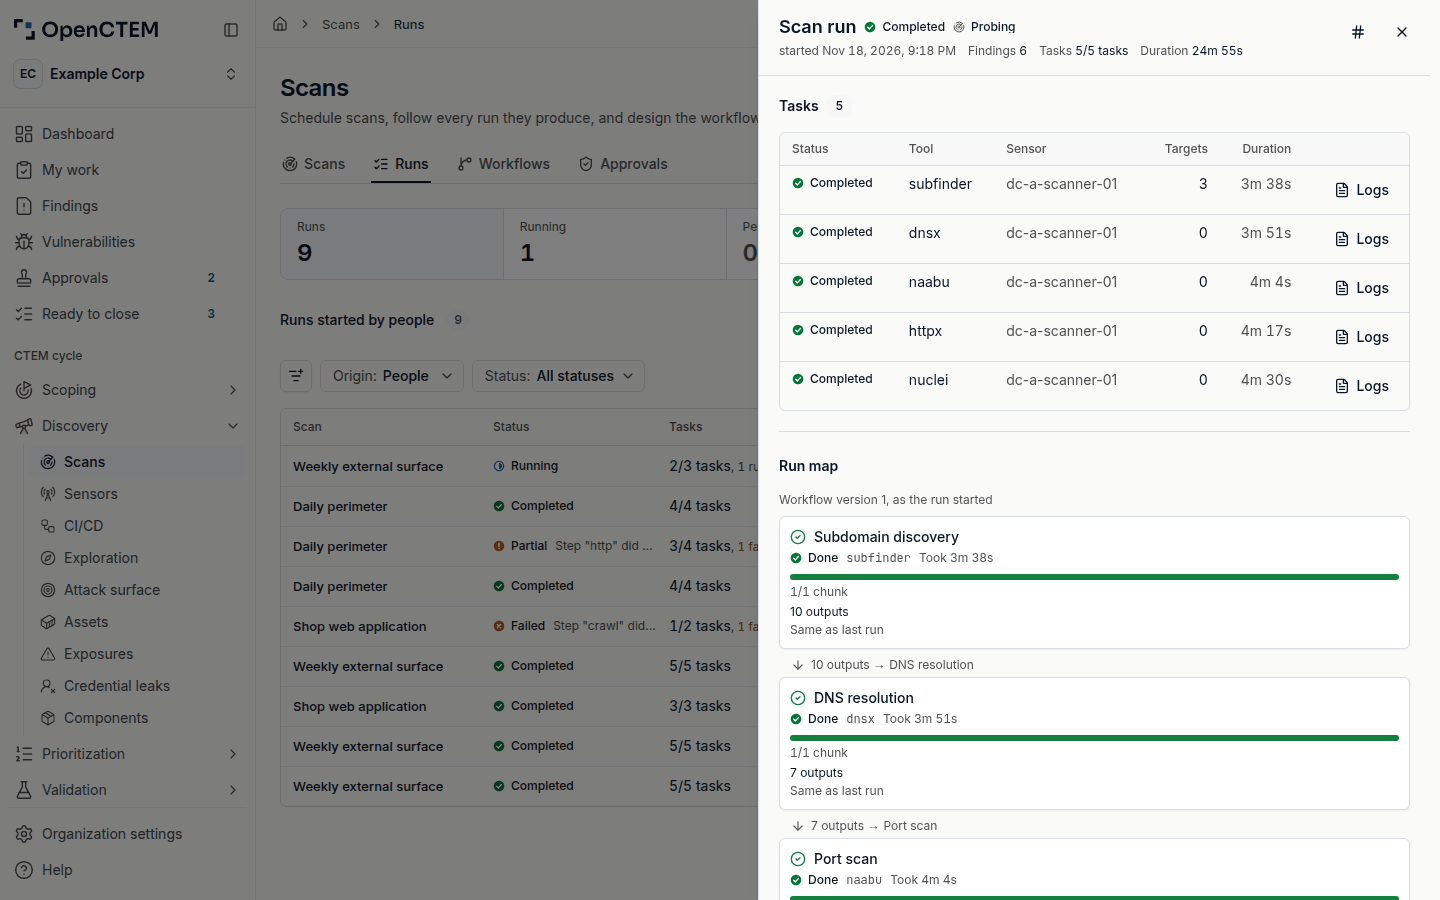 OpenCTEM
EC Example Corp
Dashboard
My work
Findings
Vulnerabilities
Approvals 2
Ready to close 3
CTEM cycle
Scoping
Discovery
Scans
Sensors
CI/CD
Exploration
Attack surface
Assets
Exposures
Credential leaks
Components
Prioritization
Validation
Organization settings
Help
Scans
Runs
Scans
Schedule scans, follow every run they produce, and design the workflow
Scans
Runs
Workflows
Approvals
Runs
9
Running
1
Pe
0
Runs started by people 9
Origin: People
Status: All statuses
Scan Status Tasks
Weekly external surface Running 2/3 tasks, 1 ru
Daily perimeter Completed 4/4 tasks
Daily perimeter Partial Step "http" did ... 3/4 tasks, 1 fa
Daily perimeter Completed 4/4 tasks
Shop web application Failed Step "crawl" did... 1/2 tasks, 1 fa
Weekly external surface Completed 5/5 tasks
Shop web application Completed 3/3 tasks
Weekly external surface Completed 5/5 tasks
Weekly external surface Completed 5/5 tasks
Scan run Completed Probing
started Nov 18, 2026, 9:18 PM Findings 6 Tasks 5/5 tasks Duration 24m 55s
Tasks 5
Status Tool Sensor Targets Duration
Completed subfinder dc-a-scanner-01 3 3m 38s Logs
Completed dnsx dc-a-scanner-01 0 3m 51s Logs
Completed naabu dc-a-scanner-01 0 4m 4s Logs
Completed httpx dc-a-scanner-01 0 4m 17s Logs
Completed nuclei dc-a-scanner-01 0 4m 30s Logs
Run map
Workflow version 1, as the run started
Subdomain discovery
Done subfinder Took 3m 38s
1/1 chunk
10 outputs
Same as last run
↓ 10 outputs → DNS resolution
DNS resolution
Done dnsx Took 3m 51s
1/1 chunk
7 outputs
Same as last run
↓ 7 outputs → Port scan
Port scan
Done naabu Took 4m 4s